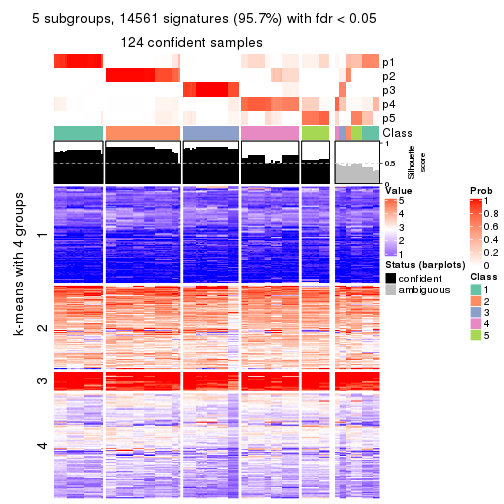 5 subgroups, 14561 signatures (95.7%) with fdr < 0.05
124 confident samples
p1
p2
p3
p4
p5
Class
1
0.5
0
Silhouette
score
k-means with 4 groups
1
2
3
4
Value
5
4
3
2
1
Status (barplots)
confident
ambiguous
Prob
1
0.8
0.6
0.4
0.2
0
Class
1
2
3
4
5